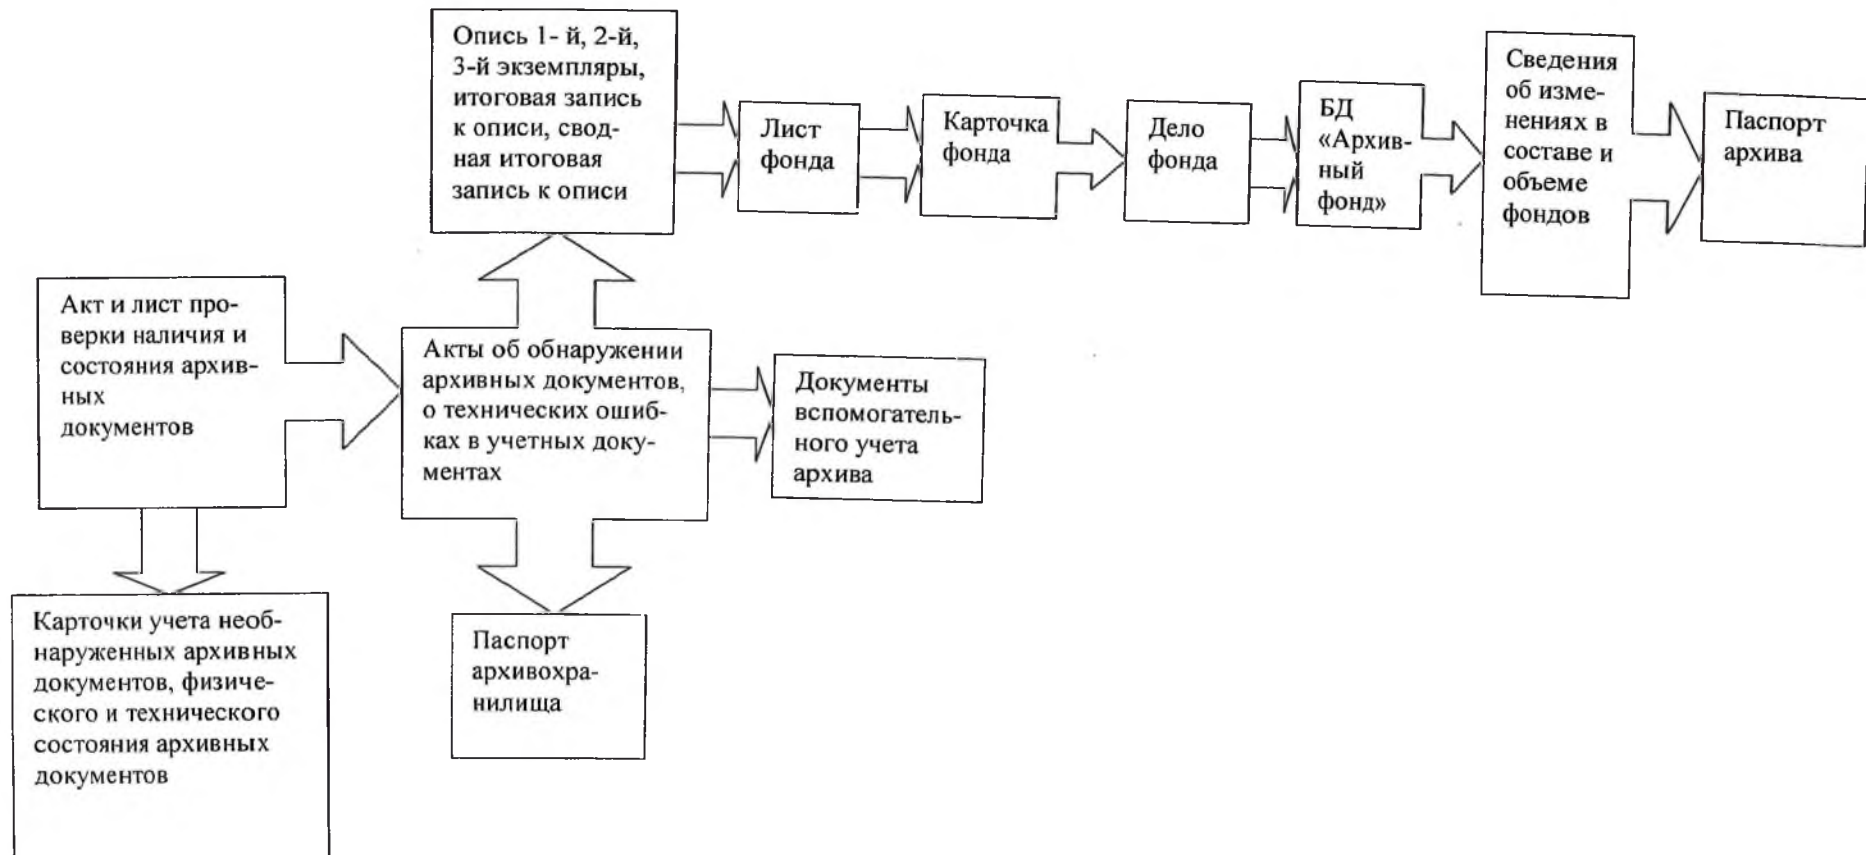 Опись 1- й, 2-й,
3-й экземпляры,
итоговая запись
к описи, свод-
ная итоговая
запись к описи
Лист
фонда
Карточка
фонда
Дело
фонда
БД
«Архив-
ный
фонд»
Сведения
об изме-
нениях в
составе и
объеме
фондов
Паспорт
архива
Акт и лист про-
верки наличия и
состояния архив-
ных
документов
Акты об обнаружении
архивных документов,
о технических ошиб-
ках в учетных доку-
ментах
Документы
вспомогатель-
ного учета
архива
Карточки учета необ-
наруженных архивных
документов, физиче-
ского и технического
состояния архивных
документов
Паспорт
архивохра-
нилища